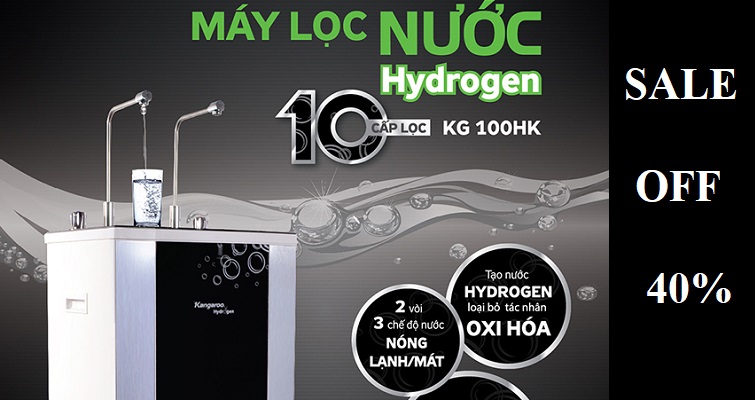 MÁY LỌC NƯỚC
Hydrogen
10 CẤP LỌC KG 100HK
SALE
OFF
40%
Kangaroo
Hydrogen
2 vòi
3 chế độ nước
NÓNG
LẠNH/MÁT
Tạo nước
HYDROGEN
loại bỏ tác nhân
OXI HÓA